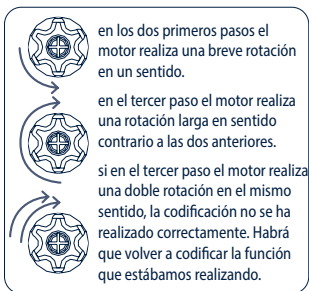 en los dos primeros pasos el
motor realiza una breve rotación
en un sentido.
en el tercer paso el motor realiza
una rotación larga en sentido
contrario a las dos anteriores.
si en el tercer paso el motor realiza
una doble rotación en el mismo
sentido, la codificación no se ha
realizado correctamente. Habrá
que volver a codificar la función
que estábamos realizando.